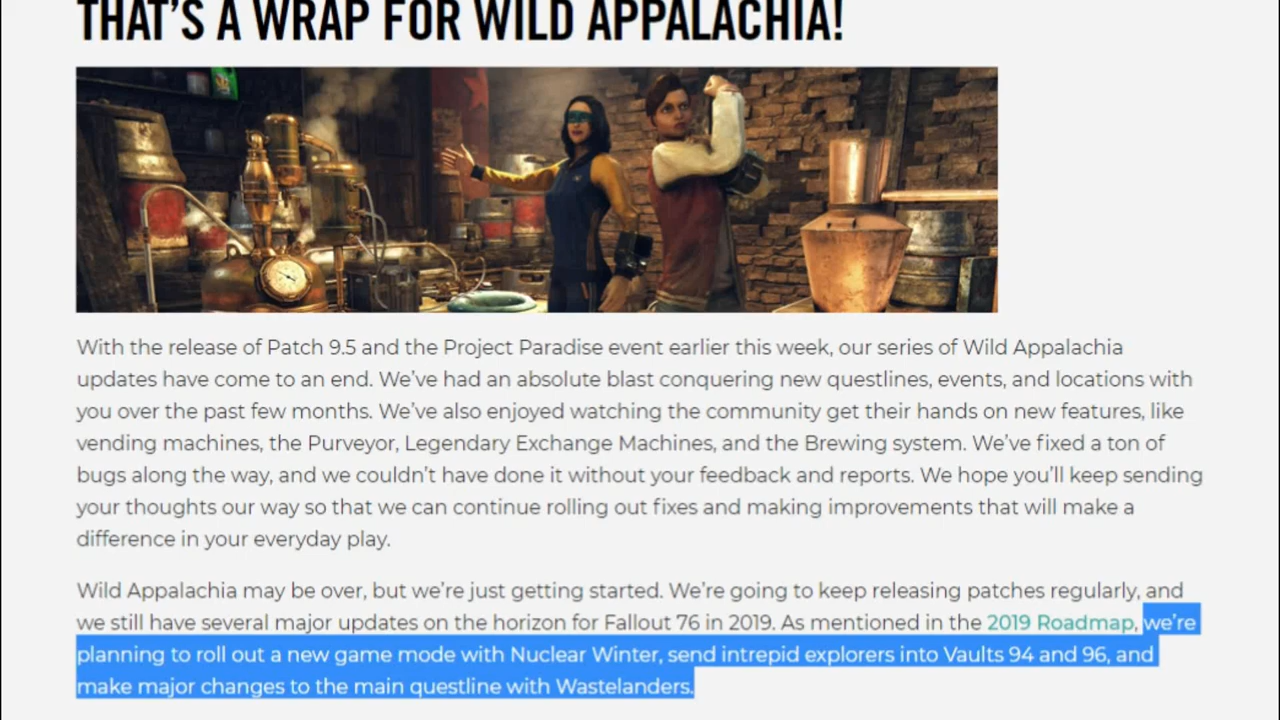 THAT'S A WRAP FOR WILD APPALACHIA!
With the release of Patch 9.5 and the Project Paradise event earlier this week, our series of Wild Appalachia
updates have come to an end. We've had an absolute blast conquering new questlines, events, and locations with
you over the past few months. We've also enjoyed watching the community get their hands on new features, like
vending machines, the Purveyor, Legendary Exchange Machines, and the Brewing system. We've fixed a ton of
bugs along the way, and we couldn't have done it without your feedback and reports. We hope you'll keep sending
your thoughts our way so that we can continue rolling out fixes and making improvements that will make a
difference in your everyday play.
Wild Appalachia may be over, but we're just getting started. We're going to keep releasing patches regularly, and
we still have several major updates on the horizon for Fallout 76 in 2019. As mentioned in the 2019 Roadmap, we're
planning to roll out a new game mode with Nuclear Winter, send intrepid explorers into Vaults 94 and 96, and
make major changes to the main questline with Wastelanders.